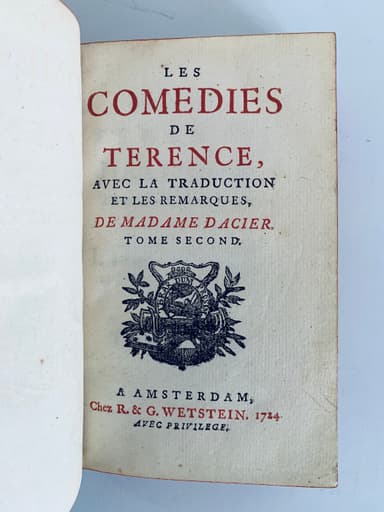 LES
COMEDIES
DE
TERENCE,
AVEC LA TRADUCTION
ET LES REMARQUES,
DE MADAME DACIER.
TOME SECOND.
A AMSTERDAM,
Chez R. & G. WETSTEIN. 1724.
AVEC PRIVILEGE.